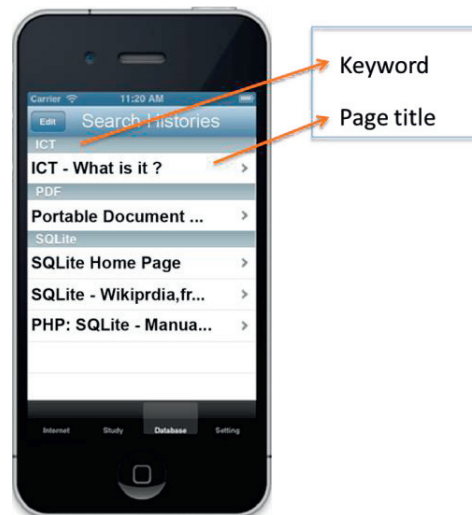 Carrier 11:20 AM
Edit Search Histories
ICT
ICT - What is it ?
PDF
Portable Document ...
SQLite
SQLite Home Page
SQLite - Wikiprdia,fr...
PHP: SQLite - Manua...
Internet Study Database Setting
Keyword
Page title